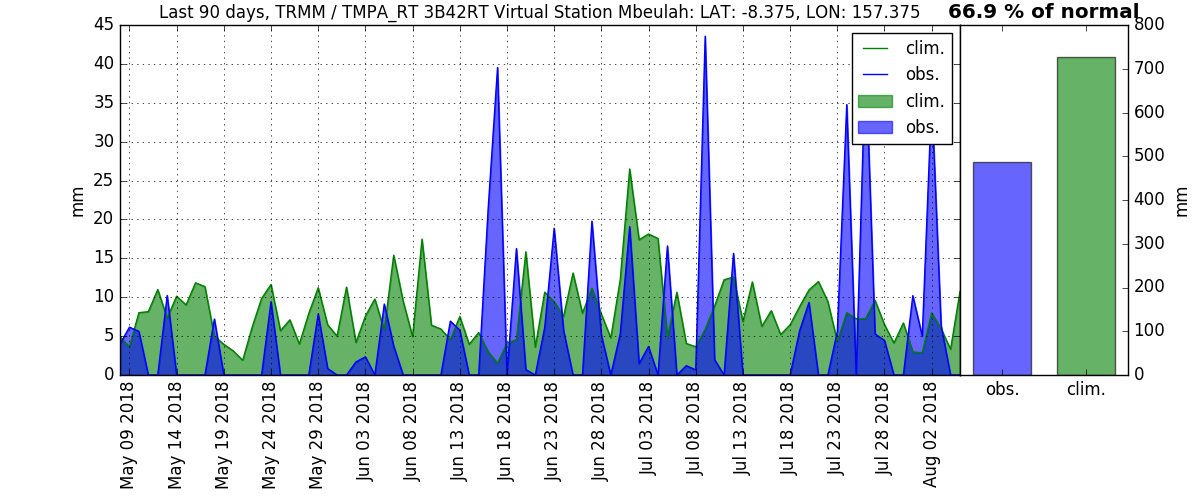 Last 90 days, TRMM / TMPA_RT 3B42RT Virtual Station Mbeulah: LAT: -8.375, LON: 157.375
66.9 % of normal
45
40
35
30
25
20
15
10
5
0
mm
clim.
obs.
clim.
obs.
May 09 2018
May 14 2018
May 19 2018
May 24 2018
May 29 2018
Jun 03 2018
Jun 08 2018
Jun 13 2018
Jun 18 2018
Jun 23 2018
Jun 28 2018
Jul 03 2018
Jul 08 2018
Jul 13 2018
Jul 18 2018
Jul 23 2018
Jul 28 2018
Aug 02 2018
800
700
600
500
400
300
200
100
0
mm
obs.
clim.